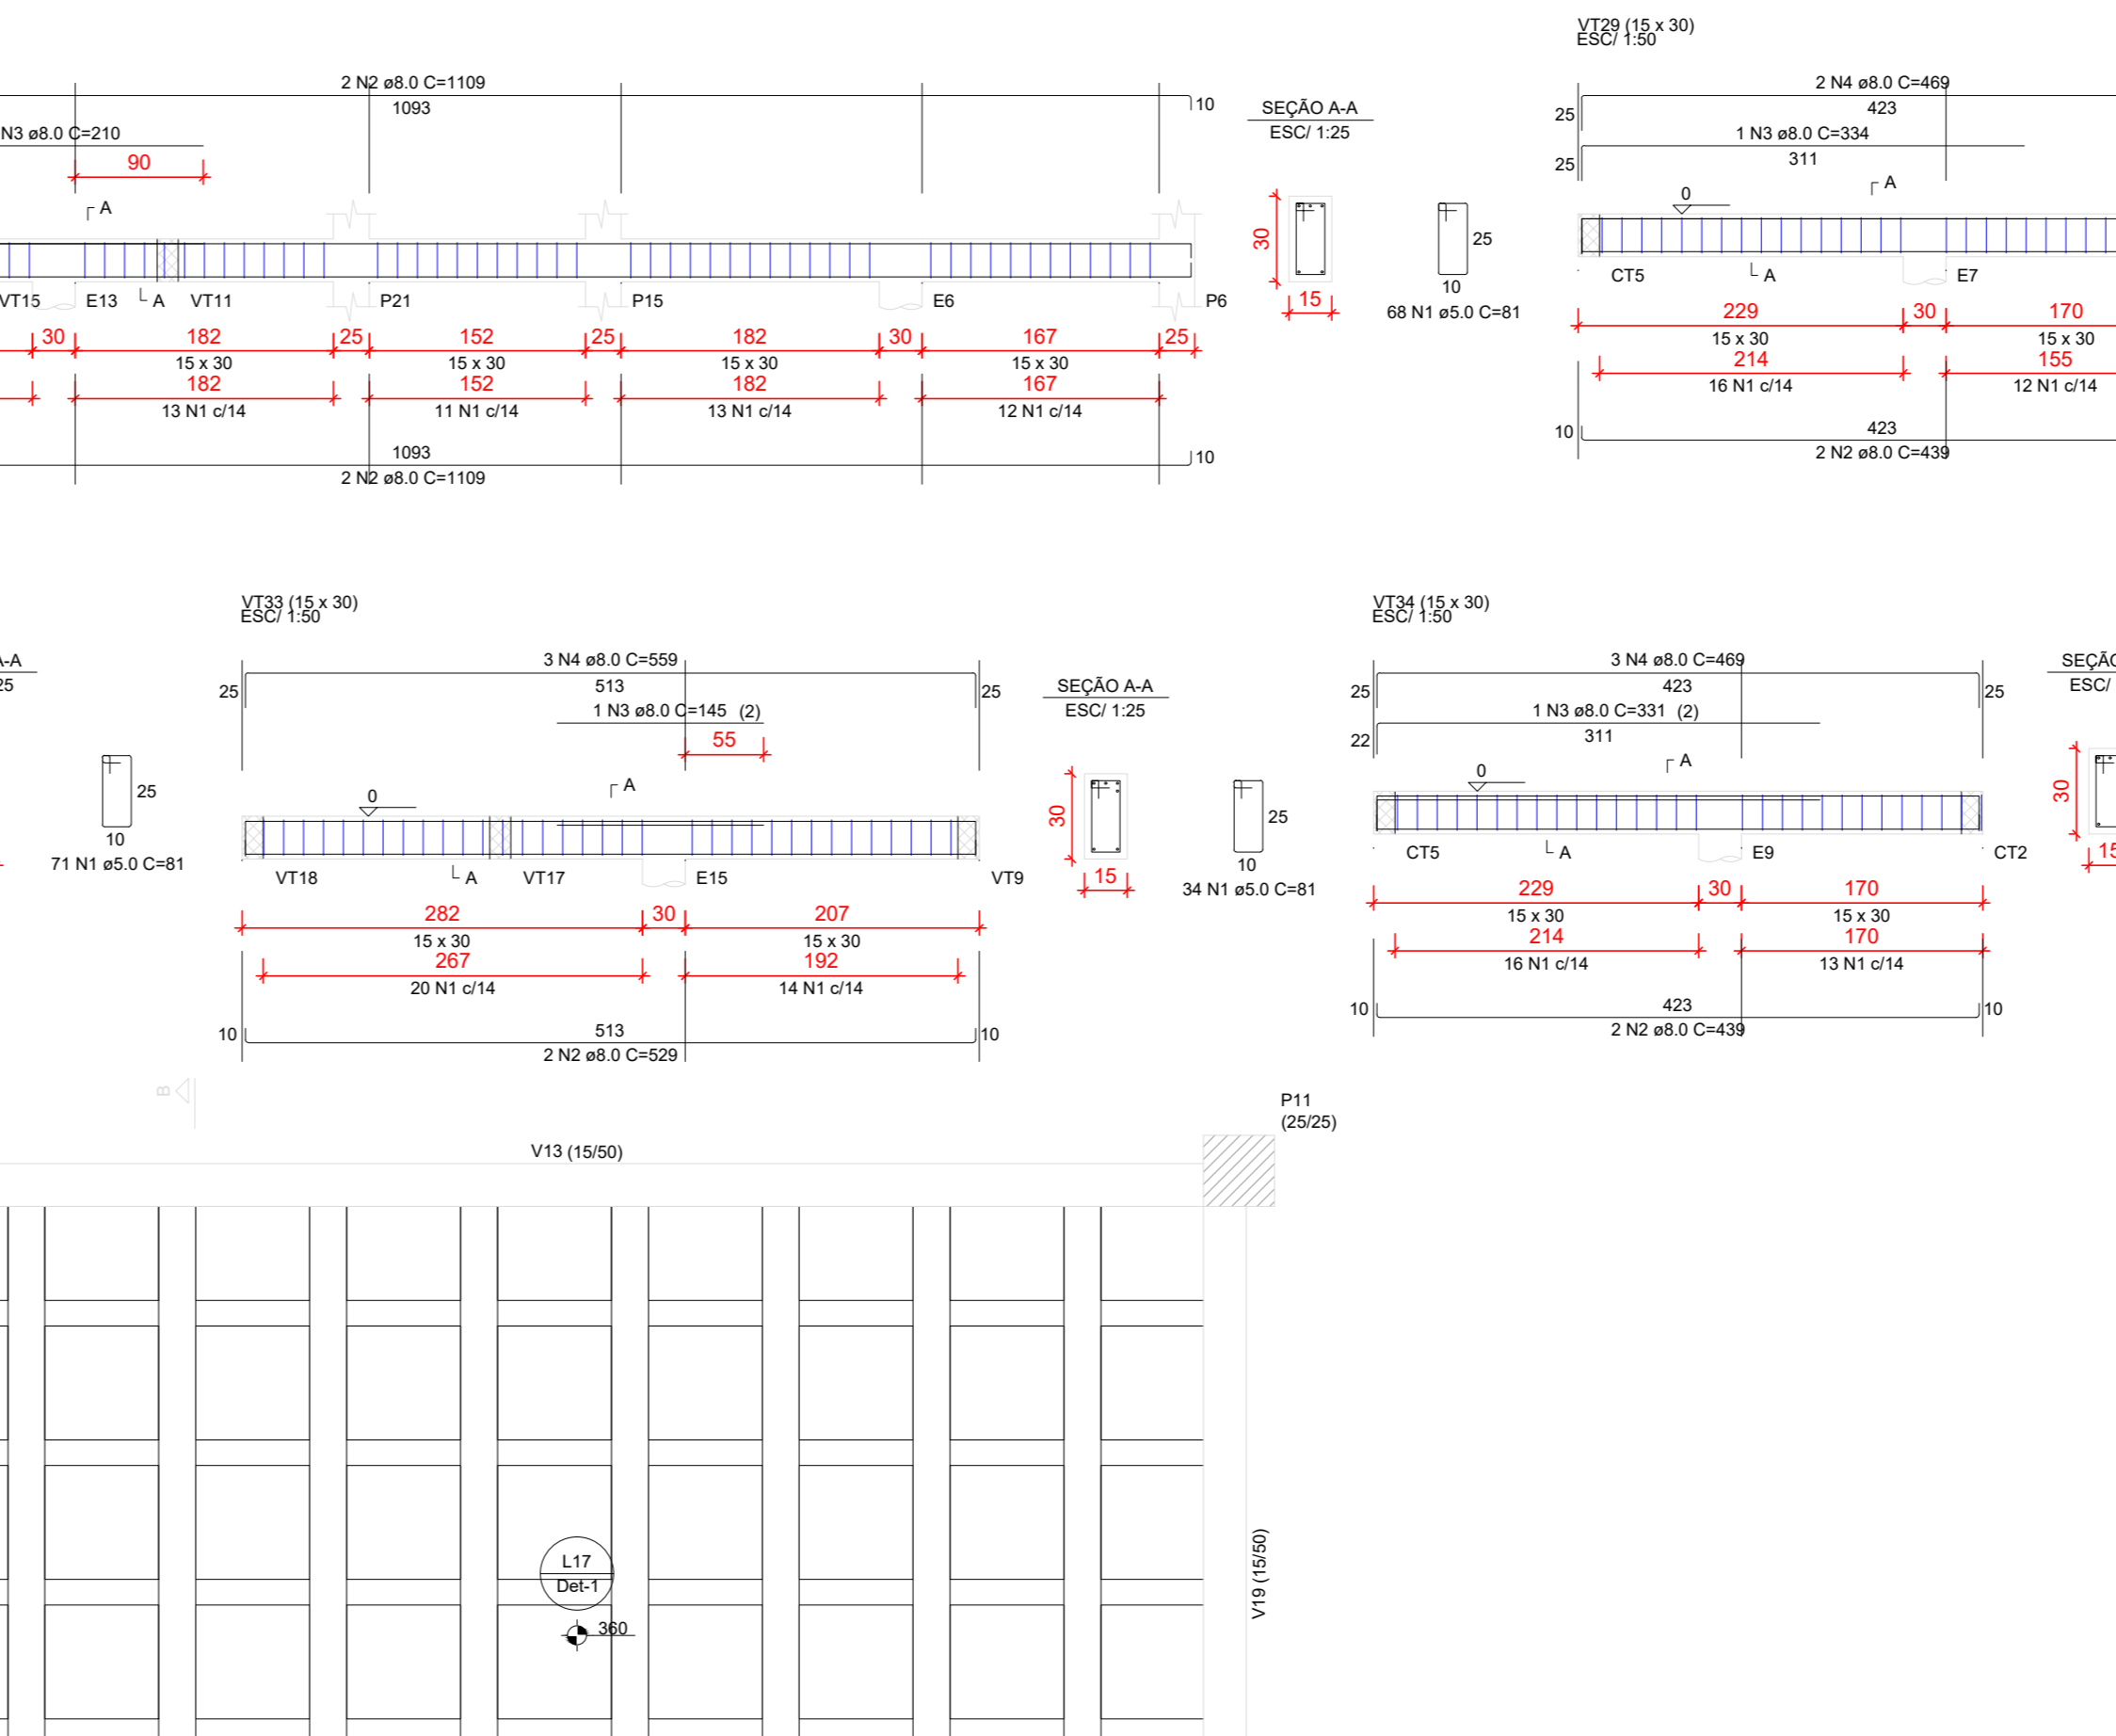 2 N2 ø8.0 C=1109
1093
10
N3 ø8.0 C=210
90
A
VT15
E13
A
VT11
P21
P15
E6
P6
30
182
25
152
25
182
30
167
25
15 x 30
15 x 30
15 x 30
15 x 30
182
152
182
167
13 N1 c/14
11 N1 c/14
13 N1 c/14
12 N1 c/14
1093
10
2 N2 ø8.0 C=1109
SEÇÃO A-A
ESC/ 1:25
30
15
25
10
68 N1 ø5.0 C=81
VT29 (15 x 30)
ESC/ 1:50
2 N4 ø8.0 C=469
25
423
1 N3 ø8.0 C=334
25
311
A
0
CT5
A
E7
229
30
170
15 x 30
15 x 30
214
155
16 N1 c/14
12 N1 c/14
10
423
2 N2 ø8.0 C=439
A-A
25
25
10
71 N1 ø5.0 C=81
VT33 (15 x 30)
ESC/ 1:50
3 N4 ø8.0 C=559
25
513
25
1 N3 ø8.0 C=145 (2)
55
A
0
VT18
A
VT17
E15
VT9
282
30
207
15 x 30
15 x 30
267
192
20 N1 c/14
14 N1 c/14
10
513
10
2 N2 ø8.0 C=529
SEÇÃO A-A
ESC/ 1:25
30
15
25
10
34 N1 ø5.0 C=81
VT34 (15 x 30)
ESC/ 1:50
3 N4 ø8.0 C=469
25
423
25
1 N3 ø8.0 C=331 (2)
22
311
A
0
CT5
A
E9
CT2
229
30
170
15 x 30
15 x 30
214
170
16 N1 c/14
13 N1 c/14
10
423
10
2 N2 ø8.0 C=439
SEÇÃO
ESC/
30
15
B
P11
(25/25)
V13 (15/50)
L17
Det-1
360
V19 (15/50)